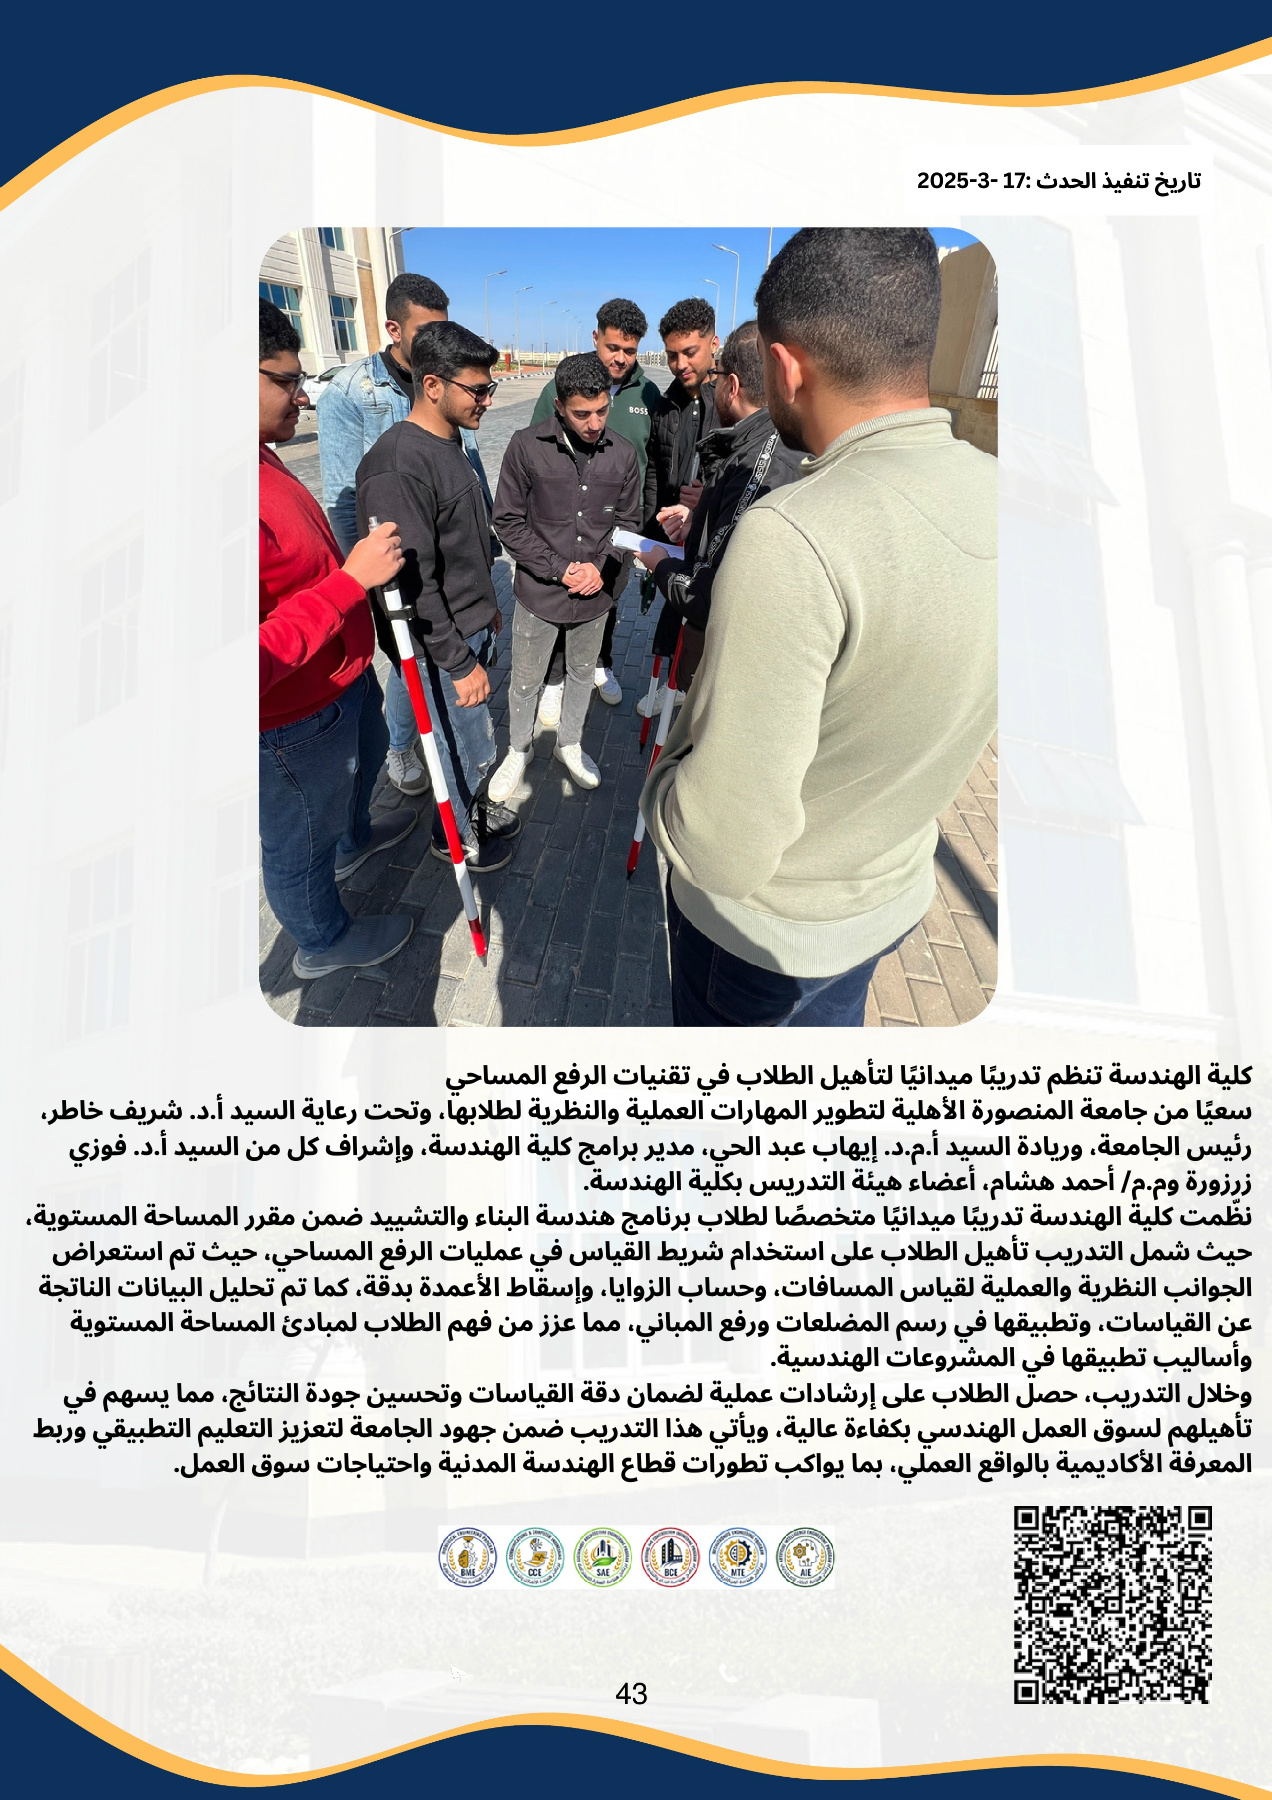 تاريخ تنفيذ الحدث :17 -3-2025
BOSS
كلية الهندسة تنظم تدريبًا ميدانيًا لتأهيل الطلاب في تقنيات الرفع المساحي
سعيًا من جامعة المنصورة الأهلية لتطوير المهارات العملية والنظرية لطلابها، وتحت رعاية السيد أ.د. شريف خاطر،
رئيس الجامعة، وريادة السيد أ.م.د. إيهاب عبد الحي، مدير برامج كلية الهندسة، وإشراف كل من السيد أ.د. فوزي
زرزورة وم.م/ أحمد هشام، أعضاء هيئة التدريس بكلية الهندسة.
نظّمت كلية الهندسة تدريبًا ميدانيًا متخصصًا لطلاب برنامج هندسة البناء والتشييد ضمن مقرر المساحة المستوية،
حيث شمل التدريب تأهيل الطلاب على استخدام شريط القياس في عمليات الرفع المساحي، حيث تم استعراض
الجوانب النظرية والعملية لقياس المسافات، وحساب الزوايا، وإسقاط الأعمدة بدقة، كما تم تحليل البيانات الناتجة
عن القياسات، وتطبيقها في رسم المضلعات ورفع المباني، مما عزز من فهم الطلاب لمبادئ المساحة المستوية
وأساليب تطبيقها في المشروعات الهندسية.
وخلال التدريب، حصل الطلاب على إرشادات عملية لضمان دقة القياسات وتحسين جودة النتائج، مما يسهم في
تأهيلهم لسوق العمل الهندسي بكفاءة عالية، ويأتي هذا التدريب ضمن جهود الجامعة لتعزيز التعليم التطبيقي وربط
المعرفة الأكاديمية بالواقع العملي، بما يواكب تطورات قطاع الهندسة المدنية واحتياجات سوق العمل.
BME CCE SAE BCE MTE AIE
43